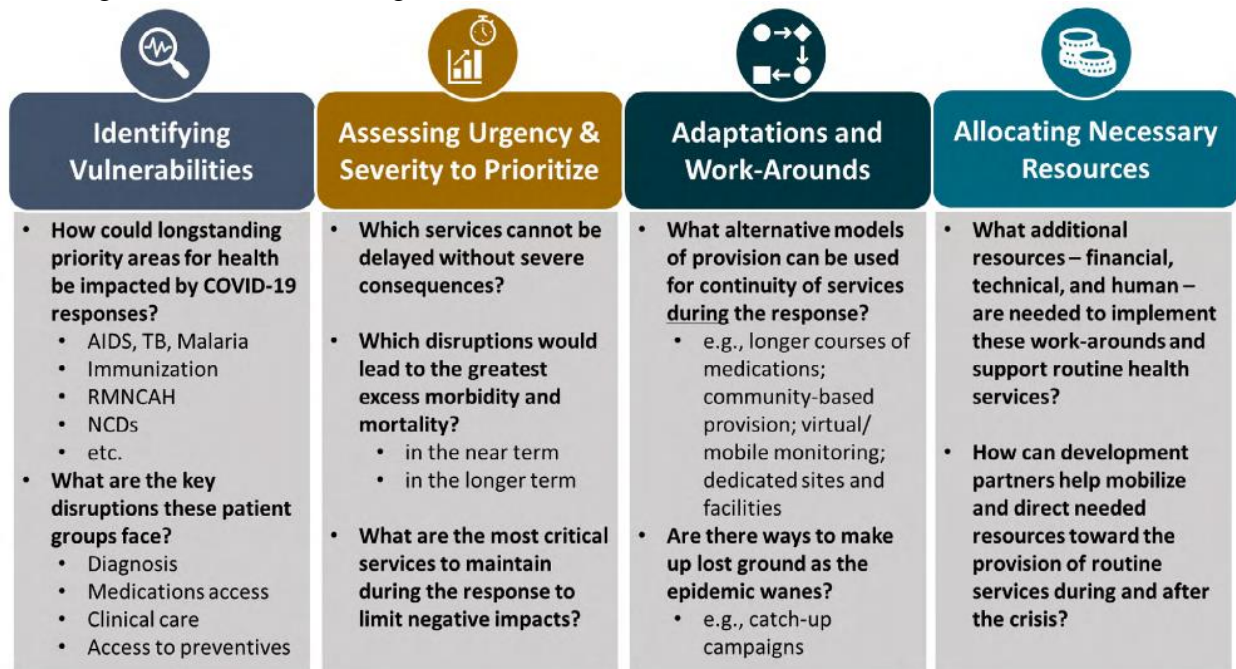 Identifying
Vulnerabilities
• How could longstanding
priority areas for health
be impacted by COVID-19
responses?
• AIDS, TB, Malaria
• Immunization
• RMNCAH
• NCDs
• etc.
• What are the key
disruptions these patient
groups face?
• Diagnosis
• Medications access
• Clinical care
• Access to preventives
Assessing Urgency &
Severity to Prioritize
• Which services cannot be
delayed without severe
consequences?
• Which disruptions would
lead to the greatest
excess morbidity and
mortality?
• in the near term
• in the longer term
• What are the most critical
services to maintain
during the response to
limit negative impacts?
Adaptations and
Work-Arounds
• What alternative models
of provision can be used
for continuity of services
during the response?
• e.g., longer courses of
medications;
community-based
provision; virtual/
mobile monitoring;
dedicated sites and
facilities
• Are there ways to make
up lost ground as the
epidemic wanes?
• e.g., catch-up
campaigns
Allocating Necessary
Resources
• What additional
resources – financial,
technical, and human –
are needed to implement
these work-arounds and
support routine health
services?
• How can development
partners help mobilize
and direct needed
resources toward the
provision of routine
services during and after
the crisis?